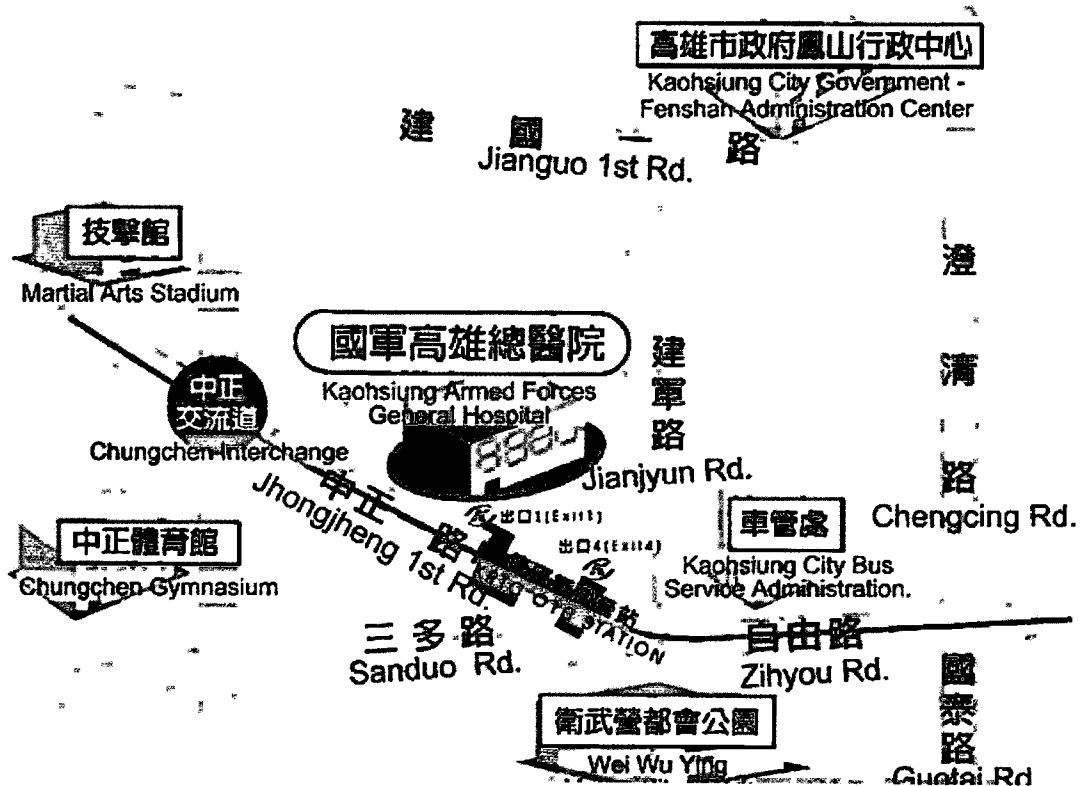 高雄市政府鳳山行政中心
Kaohsiung City Government -
Fenshan Administration Center
建國一路
Jianguo 1st Rd.
技擊館
Martial Arts Stadium
澄清路
Chengcing Rd.
國軍高雄總醫院
Kaohsiung Armed Forces
General Hospital
建軍路
Jianjyun Rd.
中正
交流道
Chungchen Interchange
中正路
Jhongjheng 1st Rd.
出口1(Exit1)
出口4(Exit4)
車管處
Kaohsiung City Bus
Service Administration.
中正體育館
Chungchen Gymnasium
站
STATION
三多路
Sanduo Rd.
自由路
Zihyou Rd.
衛武營都會公園
Wei Wu Ying
國泰路
Guotai Rd